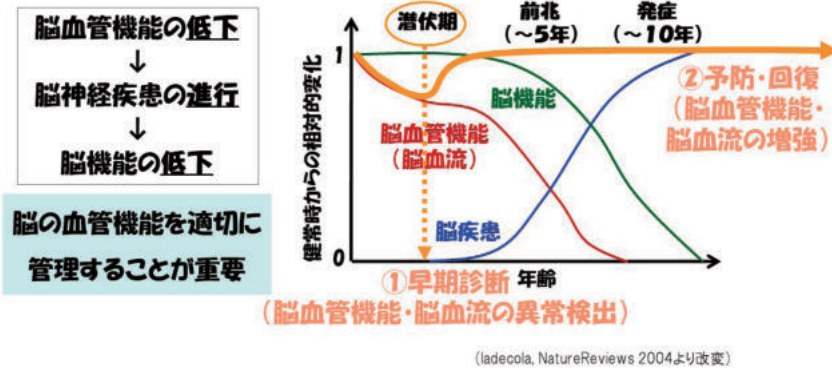 脳血管機能の低下
↓
脳神経疾患の進行
↓
脳機能の低下
脳の血管機能を適切に
管理することが重要
潜伏期
前北
(~5年)
発症
(~10年)
健常時からの相対的変化
1
0
脳機能
脳血管機能
(脳血流)
脳疾患
②予防・回復
(脳血管機能・
脳血流の増強)
年齢
①早期診断
(脳血管機能・脳血流の異常検出)
(Iadecola, NatureReviews 2004より改変)